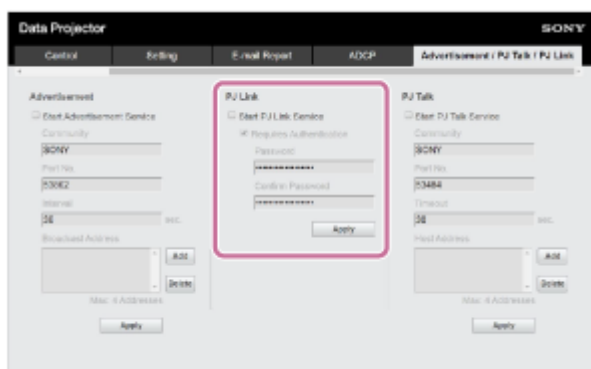 Data Projector
SONY
Control
Setting
E-mail Report
ADCP
Advertisement / PJ Talk / PJ Link
Advertisement
Start Advertisement Service
Community
SONY
Port No.
53862
Interval
30
sec.
Broadcast Address
Add
Delete
Max: 4 Addresses
Apply
PJ Link
Start PJ Link Service
Requires Authentication
Password
Confirm Password
Apply
PJ Talk
Start PJ Talk Service
Community
SONY
Port No.
53484
Timeout
30
sec.
Host Address
Add
Delete
Max: 4 Addresses
Apply